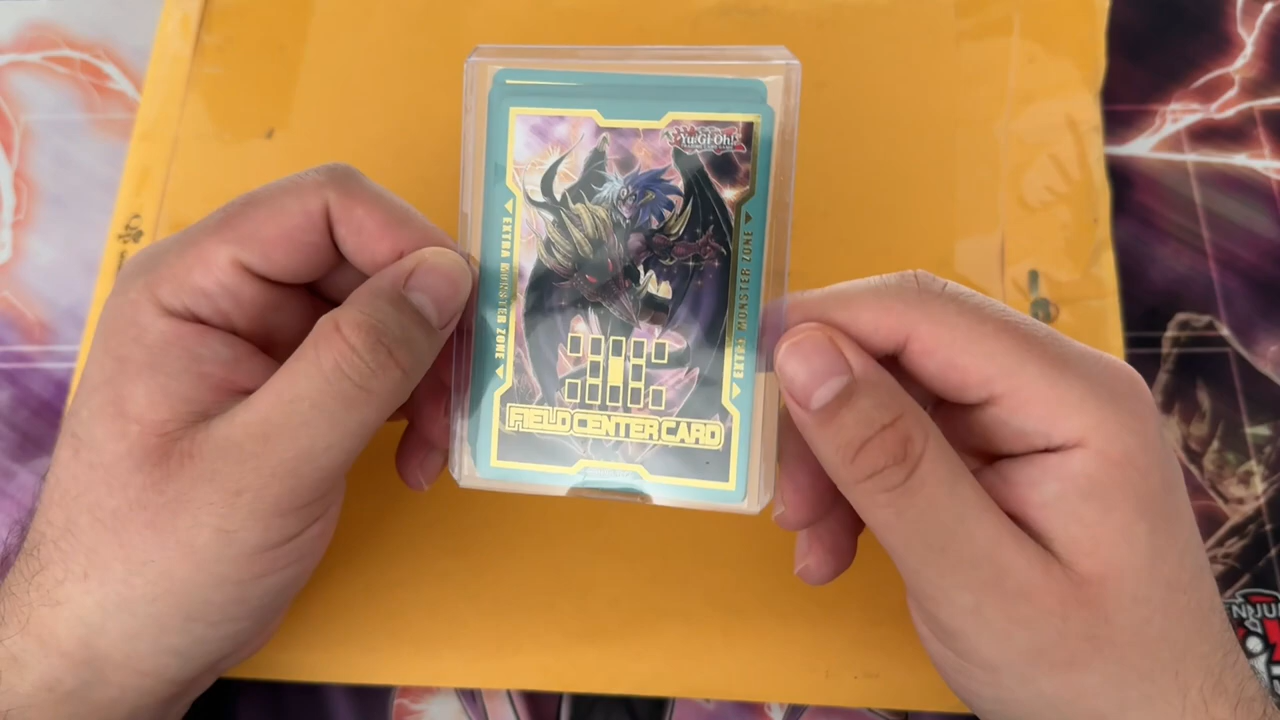 Yu-Gi-Oh!
TRADING CARD GAME
EXTRA MONSTER ZONE
EXTRA MONSTER ZONE
FIELD CENTER CARD